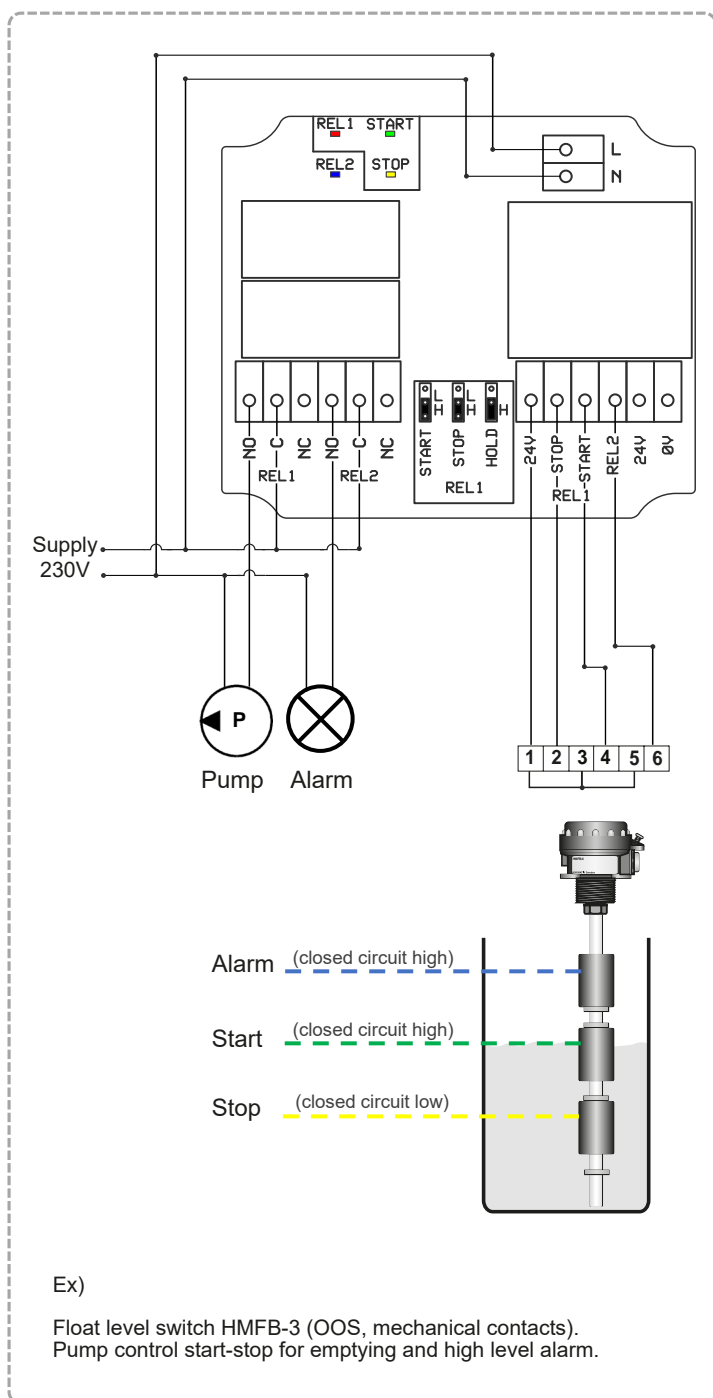 REL1 START
REL2 STOP
L
N
NO C NC NO C NC
REL1 REL2
L L
H H H
START STOP HOLD
REL1
24V STOP START REL2 24V 0V
REL1
Supply
230V
P
Pump Alarm
1 2 3 4 5 6
Alarm (closed circuit high)
Start (closed circuit high)
Stop (closed circuit low)
Ex)
Float level switch HMFB-3 (OOS, mechanical contacts).
Pump control start-stop for emptying and high level alarm.